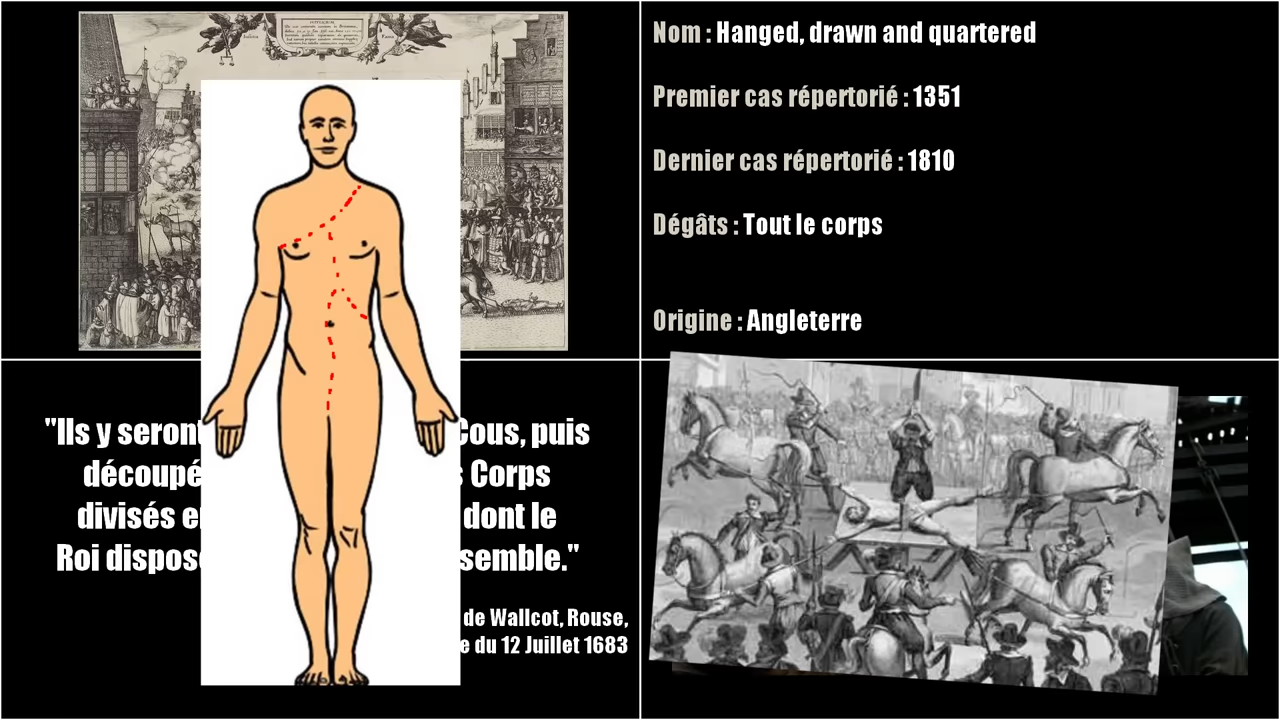 Nom : Hanged, drawn and quartered
Premier cas répertorié : 1351
Dernier cas répertorié : 1810
Dégâts : Tout le corps
Origine : Angleterre
"Ils y seront Cous, puis
découpé s Corps
divisés e dont le
Roi dispos semble."
de Wallcot, Rouse,
e du 12 Juillet 1683